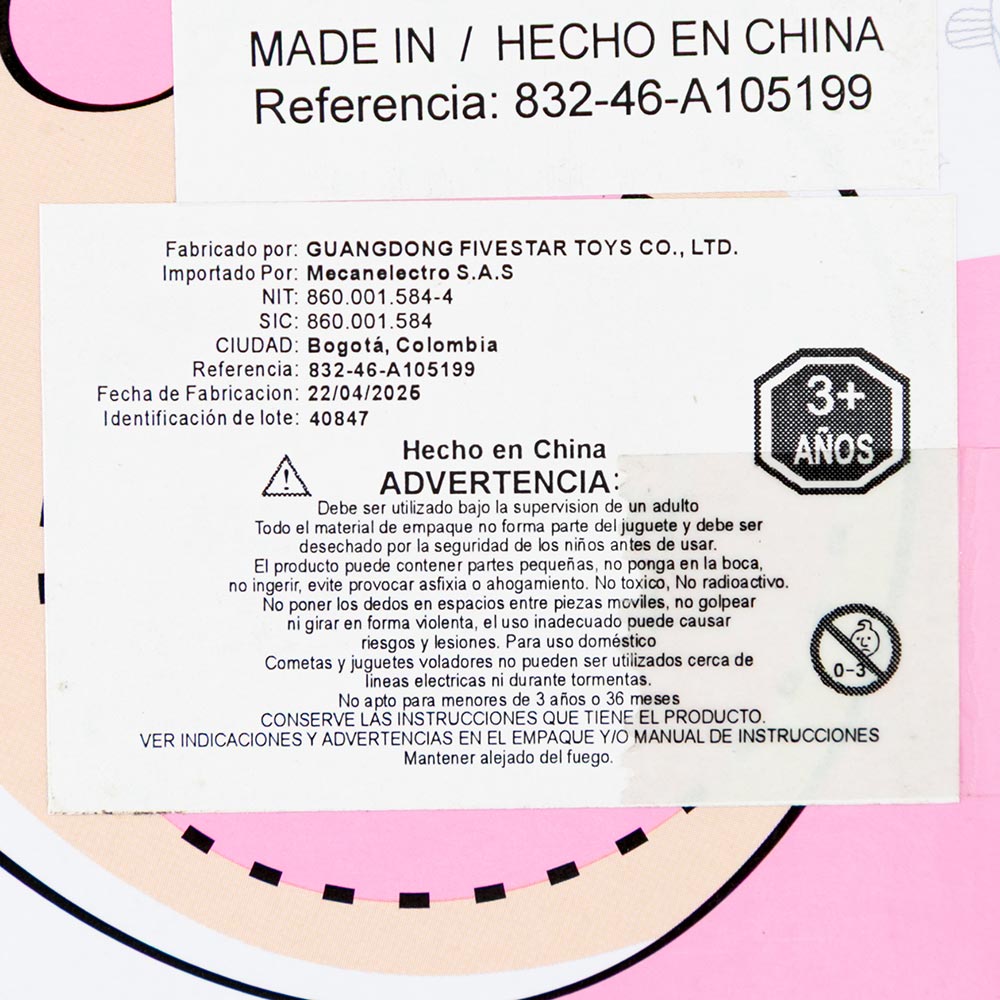 MADE IN / HECHO EN CHINA
Referencia: 832-46-A105199
Fabricado por: GUANGDONG FIVESTAR TOYS CO., LTD.
Importado Por: Mecanelectro S.A.S
NIT: 860.001.584-4
SIC: 860.001.584
CIUDAD: Bogotá, Colombia
Referencia: 832-46-A105199
Fecha de Fabricacion: 22/04/2025
Identificación de lote: 40847
3+
AÑOS
Hecho en China
ADVERTENCIA:
Debe ser utilizado bajo la supervision de un adulto
Todo el material de empaque no forma parte del juguete y debe ser
desechado por la seguridad de los niños antes de usar.
El producto puede contener partes pequeñas, no ponga en la boca,
no ingerir, evite provocar asfixia o ahogamiento. No toxico, No radioactivo.
No poner los dedos en espacios entre piezas moviles, no golpear
ni girar en forma violenta, el uso inadecuado puede causar
riesgos y lesiones. Para uso doméstico
Cometas y juguetes voladores no pueden ser utilizados cerca de
lineas electricas ni durante tormentas.
0-3
No apto para menores de 3 años o 36 meses
CONSERVE LAS INSTRUCCIONES QUE TIENE EL PRODUCTO.
VER INDICACIONES Y ADVERTENCIAS EN EL EMPAQUE Y/O MANUAL DE INSTRUCCIONES
Mantener alejado del fuego.